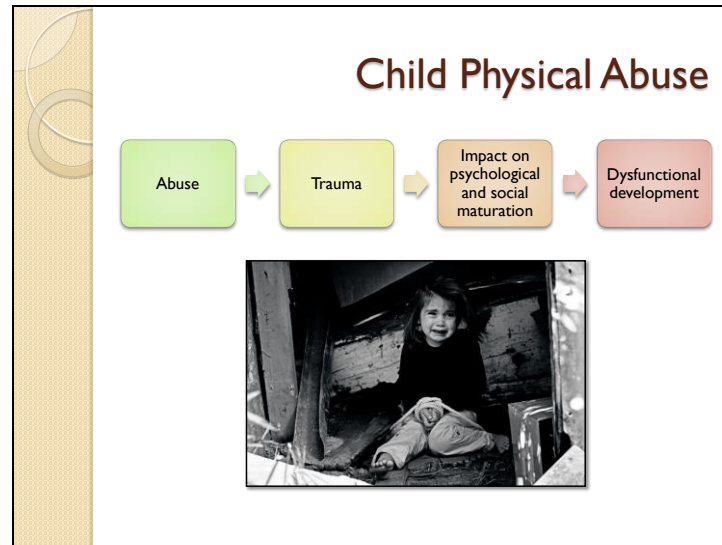 Child Physical Abuse
Abuse
Trauma
Impact on
psychological
and social
maturation
Dysfunctional
development